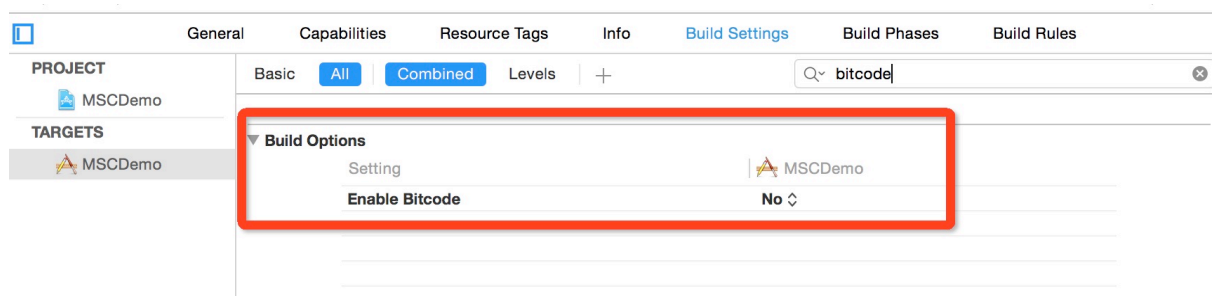 General Capabilities Resource Tags Info Build Settings Build Phases Build Rules
PROJECT
MSCDemo
TARGETS
MSCDemo
Basic All Combined Levels + bitcode
Build Options
Setting MSCDemo
Enable Bitcode No